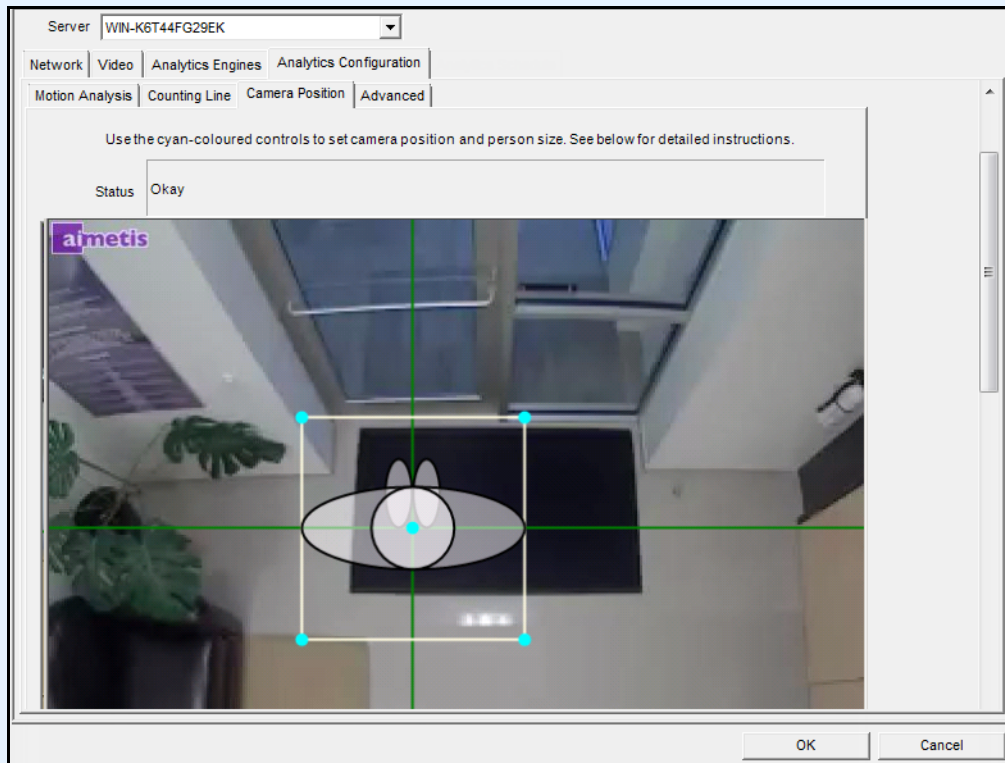 Server WIN-K6T44FG29EK
Network Video Analytics Engines Analytics Configuration
Motion Analysis Counting Line Camera Position Advanced
Use the cyan-coloured controls to set camera position and person size. See below for detailed instructions.
Status Okay
aimetis
OK Cancel